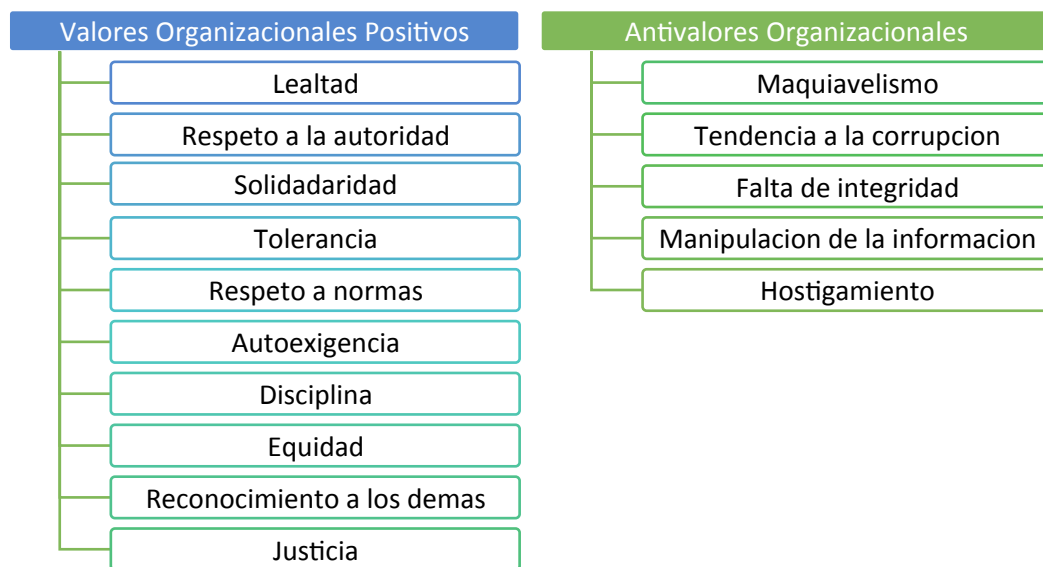 Valores Organizacionales Positivos
Lealtad
Respeto a la autoridad
Solidadaridad
Tolerancia
Respeto a normas
Autoexigencia
Disciplina
Equidad
Reconocimiento a los demas
Justicia
Antivalores Organizacionales
Maquiavelismo
Tendencia a la corrupcion
Falta de integridad
Manipulacion de la informacion
Hostigamiento